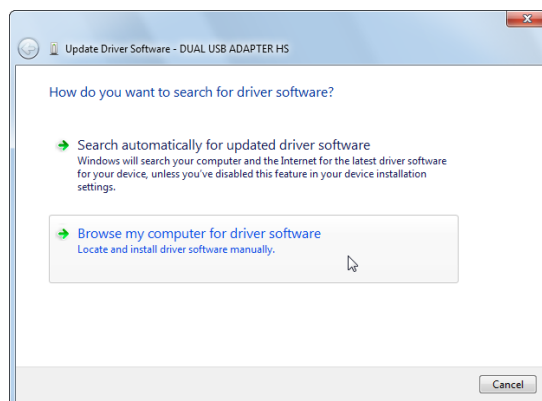 Update Driver Software - DUAL USB ADAPTER HS
How do you want to search for driver software?
Search automatically for updated driver software
Windows will search your computer and the Internet for the latest driver software
for your device, unless you've disabled this feature in your device installation
settings.
Browse my computer for driver software
Locate and install driver software manually.
Cancel